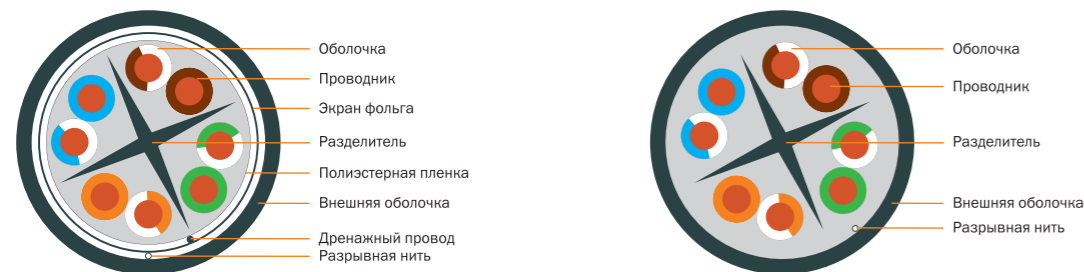 Оболочка
Проводник
Экран фольга
Разделитель
Полиэстерная пленка
Внешняя оболочка
Дренажный провод
Разрывная нить
Оболочка
Проводник
Разделитель
Внешняя оболочка
Разрывная нить